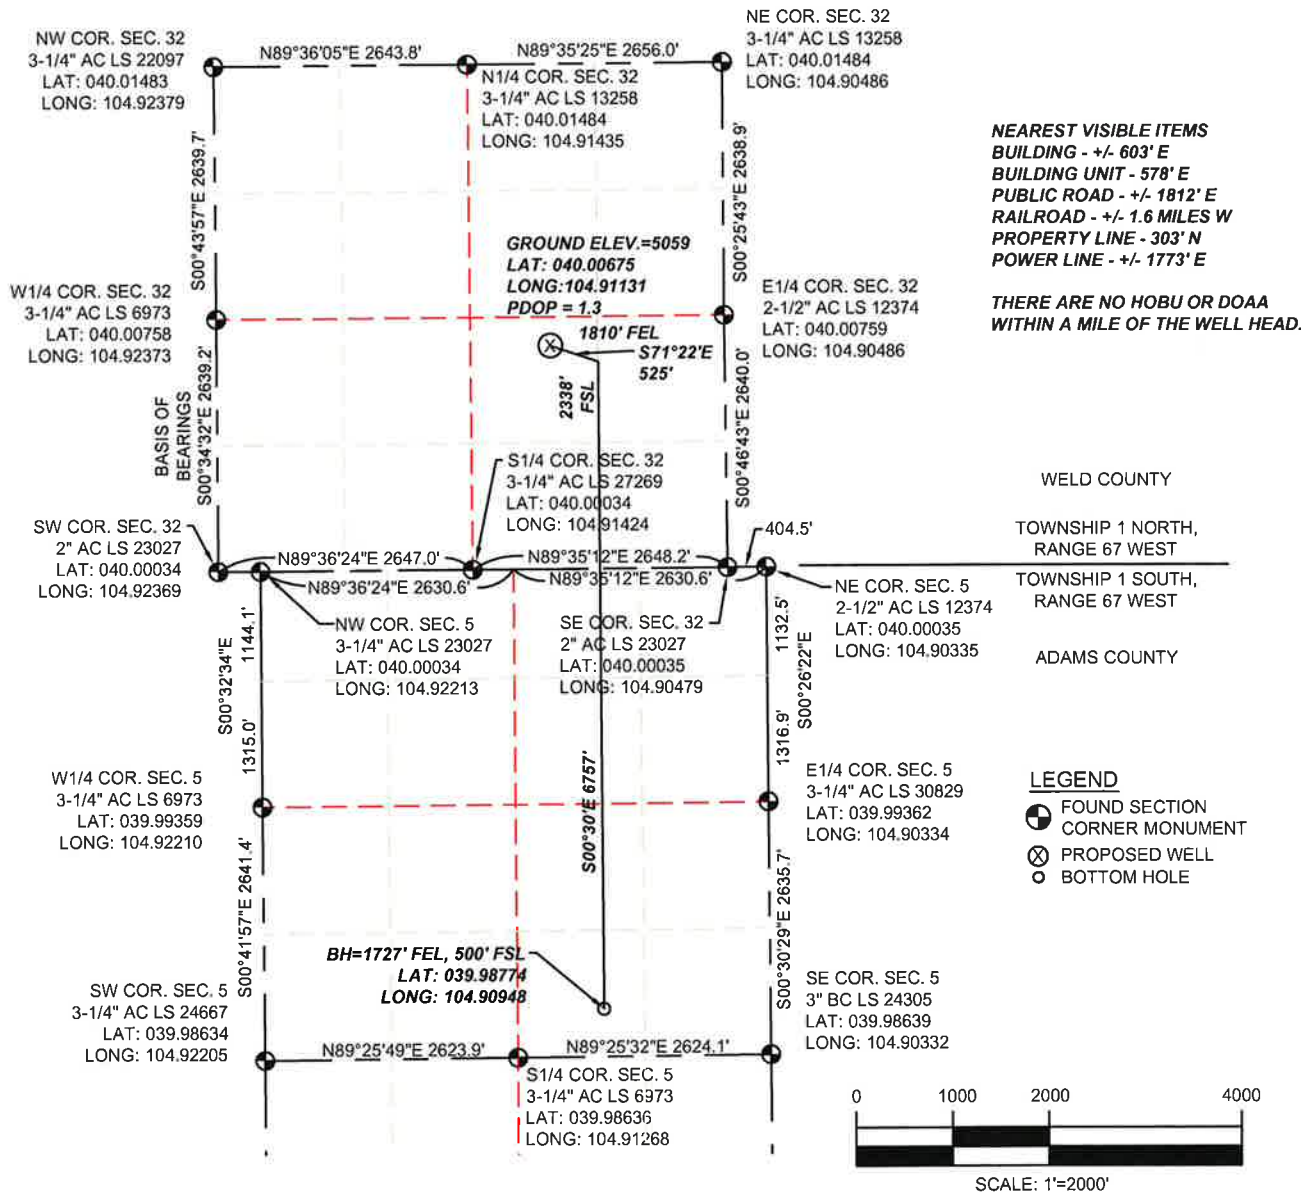 NW COR. SEC. 32
3-1/4" AC LS 22097
LAT: 040.01483
LONG: 104.92379
N89°36'05"E 2643.8'
N89°35'25"E 2656.0'
NE COR. SEC. 32
3-1/4" AC LS 13258
LAT: 040.01484
LONG: 104.90486
N1/4 COR. SEC. 32
3-1/4" AC LS 13258
LAT: 040.01484
LONG: 104.91435
S00°43'57"E 2639.7'
S00°25'43"E 2638.9'
NEAREST VISIBLE ITEMS
BUILDING - +/- 603' E
BUILDING UNIT - 578' E
PUBLIC ROAD - +/- 1812' E
RAILROAD - +/- 1.6 MILES W
PROPERTY LINE - 303' N
POWER LINE - +/- 1773' E
THERE ARE NO HOBU OR DOAA
WITHIN A MILE OF THE WELL HEAD.
GROUND ELEV.=5059
LAT: 040.00675
LONG:104.91131
PDOP = 1.3
W1/4 COR. SEC. 32
3-1/4" AC LS 6973
LAT: 040.00758
LONG: 104.92373
E1/4 COR. SEC. 32
2-1/2" AC LS 12374
LAT: 040.00759
LONG: 104.90486
1810' FEL
S71°22'E
525'
2338'
FSL
BASIS OF
BEARINGS
S00°34'32"E 2639.2'
S00°46'43"E 2640.0'
S1/4 COR. SEC. 32
3-1/4" AC LS 27269
LAT: 040.00034
LONG: 104.91424
WELD COUNTY
TOWNSHIP 1 NORTH,
RANGE 67 WEST
TOWNSHIP 1 SOUTH,
RANGE 67 WEST
ADAMS COUNTY
SW COR. SEC. 32
2" AC LS 23027
LAT: 040.00034
LONG: 104.92369
N89°36'24"E 2647.0'
N89°35'12"E 2648.2'
404.5'
N89°36'24"E 2630.6'
N89°35'12"E 2630.6'
NW COR. SEC. 5
3-1/4" AC LS 23027
LAT: 040.00034
LONG: 104.92213
SE COR. SEC. 32
2" AC LS 23027
LAT: 040.00035
LONG: 104.90479
NE COR. SEC. 5
2-1/2" AC LS 12374
LAT: 040.00035
LONG: 104.90335
S00°32'34"E
1144.1'
1315.0'
1132.5'
S00°26'22"E
1316.9'
W1/4 COR. SEC. 5
3-1/4" AC LS 6973
LAT: 039.99359
LONG: 104.92210
S00°30'E 6757'
E1/4 COR. SEC. 5
3-1/4" AC LS 30829
LAT: 039.99362
LONG: 104.90334
LEGEND
FOUND SECTION
CORNER MONUMENT
PROPOSED WELL
BOTTOM HOLE
S00°41'57"E 2641.4'
S00°30'29"E 2635.7'
BH=1727' FEL, 500' FSL
LAT: 039.98774
LONG: 104.90948
SW COR. SEC. 5
3-1/4" AC LS 24667
LAT: 039.98634
LONG: 104.92205
SE COR. SEC. 5
3" BC LS 24305
LAT: 039.98639
LONG: 104.90332
N89°25'49"E 2623.9'
N89°25'32"E 2624.1'
S1/4 COR. SEC. 5
3-1/4" AC LS 6973
LAT: 039.98636
LONG: 104.91268
0 1000 2000 4000
SCALE: 1'=2000'